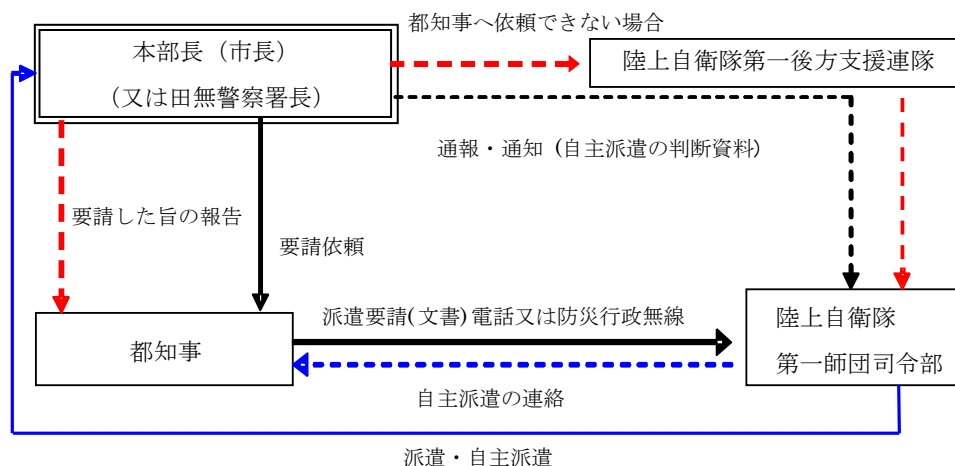 都知事へ依頼できない場合
本部長（市長）
（又は田無警察署長）
陸上自衛隊第一後方支援連隊
通報・通知（自主派遣の判断資料）
要請した旨の報告
要請依頼
都知事
派遣要請(文書)電話又は防災行政無線
自主派遣の連絡
陸上自衛隊
第一師団司令部
派遣・自主派遣